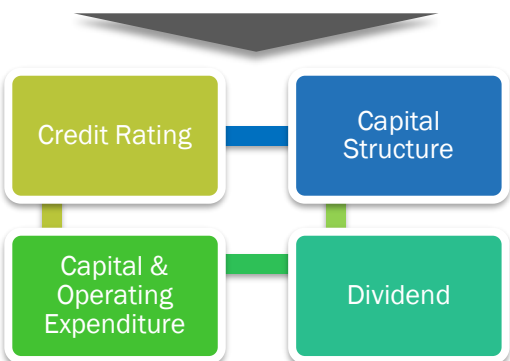 Credit Rating
Capital
Structure
Capital &
Operating
Expenditure
Dividend